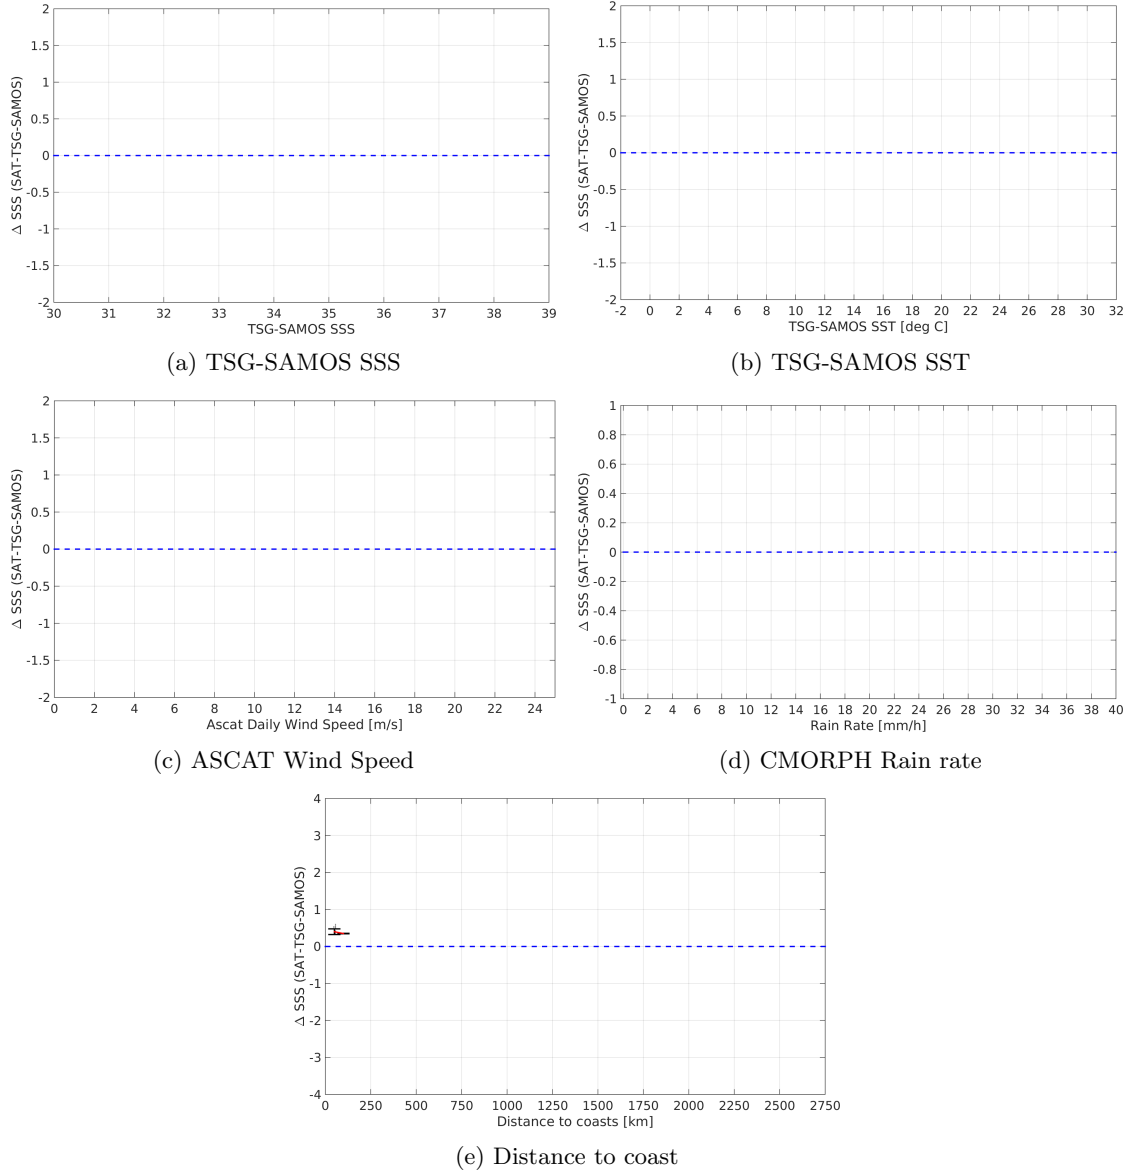 2
1.5
1
0.5
0
-0.5
-1
-1.5
-2
Δ SSS (SAT-TSG-SAMOS)
30 31 32 33 34 35 36 37 38 39
TSG-SAMOS SSS
(a) TSG-SAMOS SSS
2
1.5
1
0.5
0
-0.5
-1
-1.5
-2
Δ SSS (SAT-TSG-SAMOS)
-2 0 2 4 6 8 10 12 14 16 18 20 22 24 26 28 30 32
TSG-SAMOS SST [deg C]
(b) TSG-SAMOS SST
2
1.5
1
0.5
0
-0.5
-1
-1.5
-2
Δ SSS (SAT-TSG-SAMOS)
0 2 4 6 8 10 12 14 16 18 20 22 24
Ascat Daily Wind Speed [m/s]
(c) ASCAT Wind Speed
1
0.8
0.6
0.4
0.2
0
-0.2
-0.4
-0.6
-0.8
-1
Δ SSS (SAT-TSG-SAMOS)
0 2 4 6 8 10 12 14 16 18 20 22 24 26 28 30 32 34 36 38 40
Rain Rate [mm/h]
(d) CMORPH Rain rate
4
3
2
1
0
-1
-2
-3
-4
Δ SSS (SAT-TSG-SAMOS)
0 250 500 750 1000 1250 1500 1750 2000 2250 2500 2750
Distance to coasts [km]
(e) Distance to coast